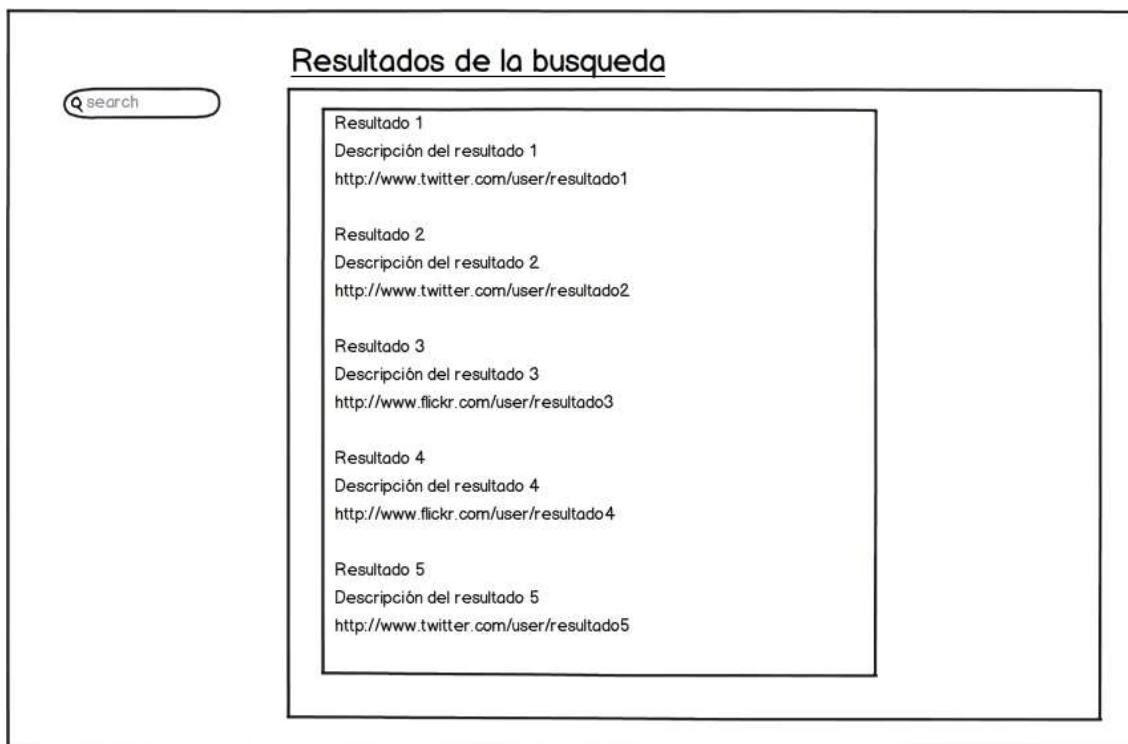 Resultados de la busqueda
search
Resultado 1
Descripción del resultado 1
http://www.twitter.com/user/resultado1
Resultado 2
Descripción del resultado 2
http://www.twitter.com/user/resultado2
Resultado 3
Descripción del resultado 3
http://www.flickr.com/user/resultado3
Resultado 4
Descripción del resultado 4
http://www.flickr.com/user/resultado4
Resultado 5
Descripción del resultado 5
http://www.twitter.com/user/resultado5